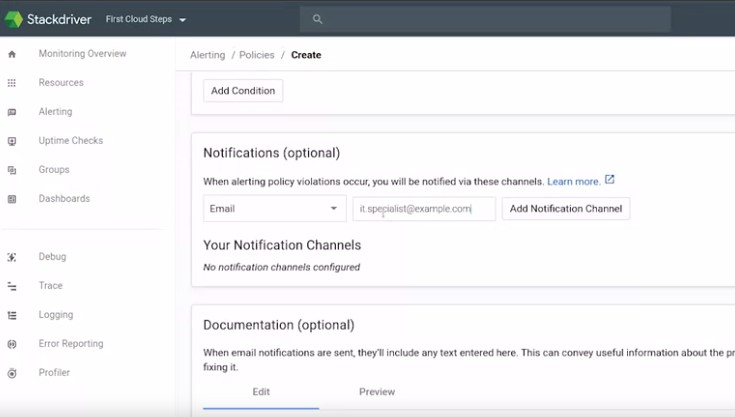 Stackdriver First Cloud Steps
Monitoring Overview
Resources
Alerting
Uptime Checks
Groups
Dashboards
Debug
Trace
Logging
Error Reporting
Profiler
Alerting / Policies / Create
Add Condition
Notifications (optional)
When alerting policy violations occur, you will be notified via these channels. Learn more.
Email it.specialist@example.com Add Notification Channel
Your Notification Channels
No notification channels configured
Documentation (optional)
When email notifications are sent, they'll include any text entered here. This can convey useful information about the pr
fixing it.
Edit Preview